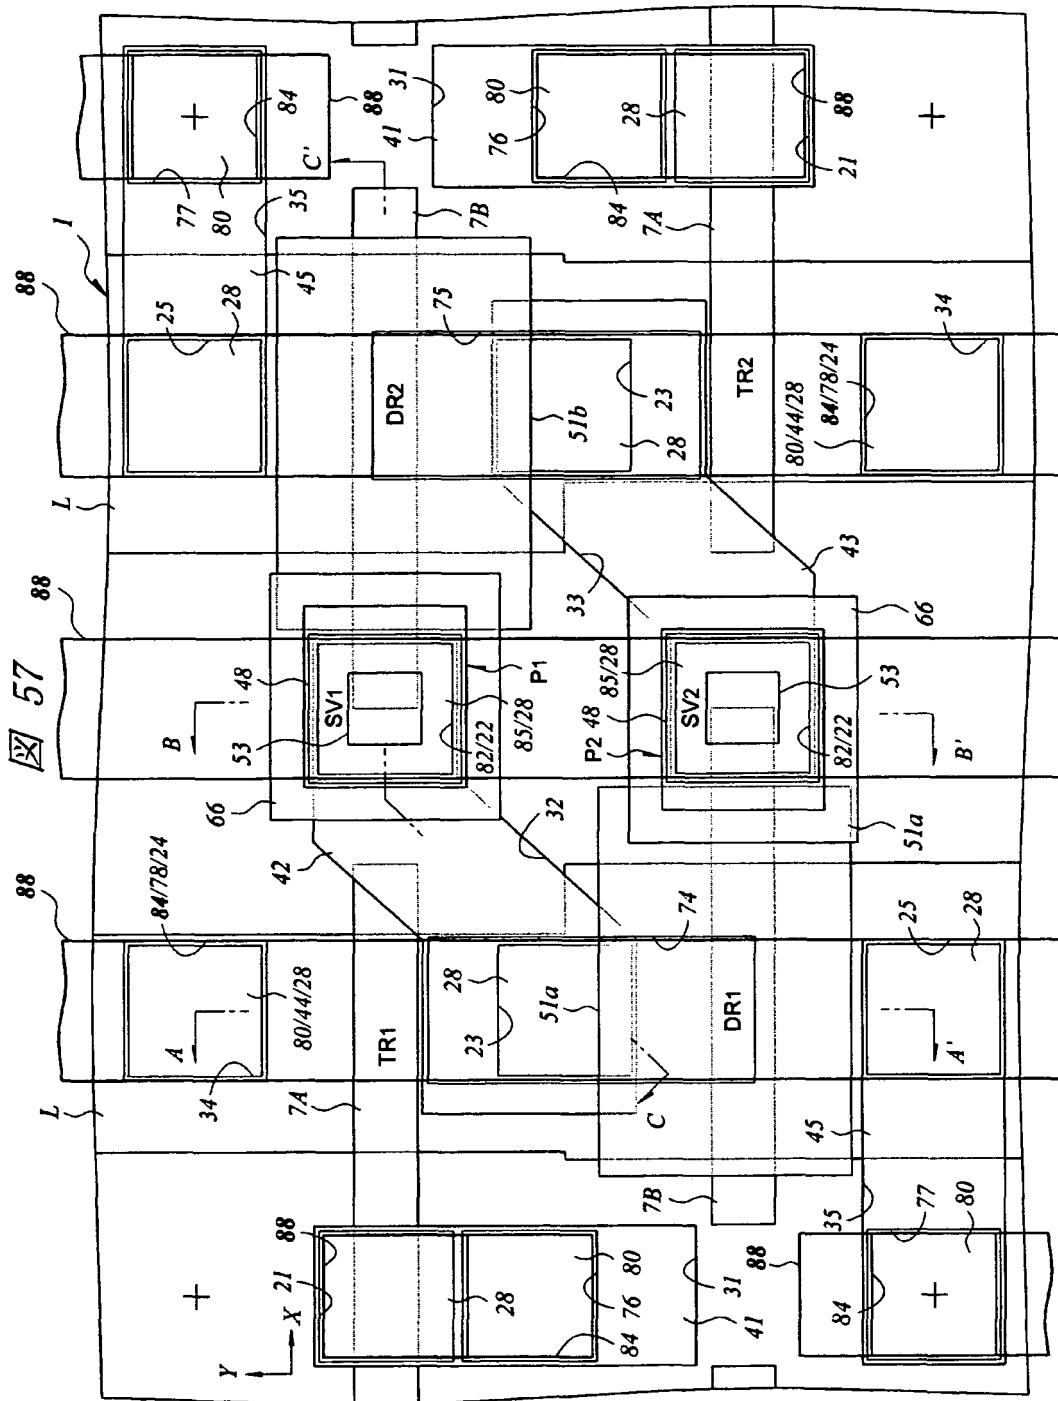 図 57
1
88
88
88
88
88
88
88
88
L
L
25
28
45
35
77
80
84
C'
31
41
80
76
84
28
88
21
7B
7A
DR2
75
51b
23
28
TR2
34
80/44/28
84/78/24
B
48
53
SV1
66
P1
85/28
82/22
33
43
66
85/28
48
P2
SV2
53
82/22
B'
51a
42
32
84/78/24
80/44/28
A
34
TR1
7A
28
23
51a
74
DR1
C
25
28
A'
45
7B
35
77
80
84
21
28
80
76
84
31
41
Y
X